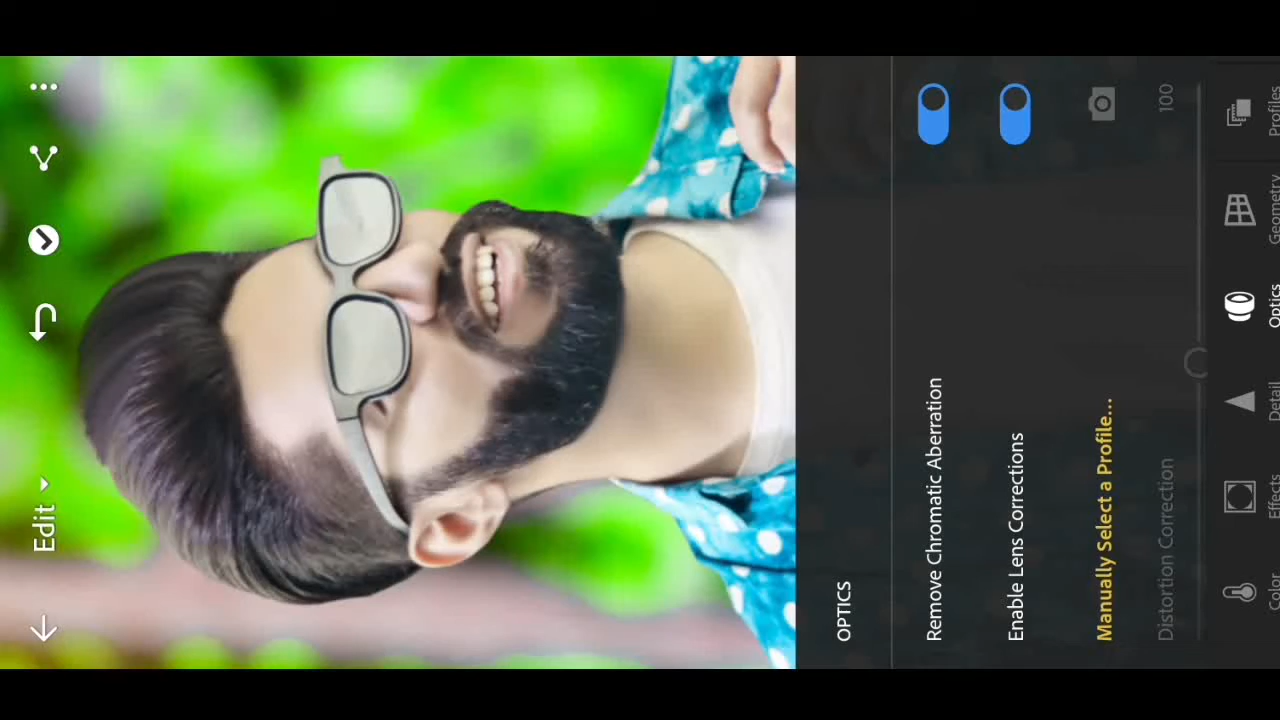 Edit
OPTICS
Remove Chromatic Aberration
Enable Lens Corrections
Manually Select a Profile...
Distortion Correction 100
Color Effects Detail Optics Geometry Profiles